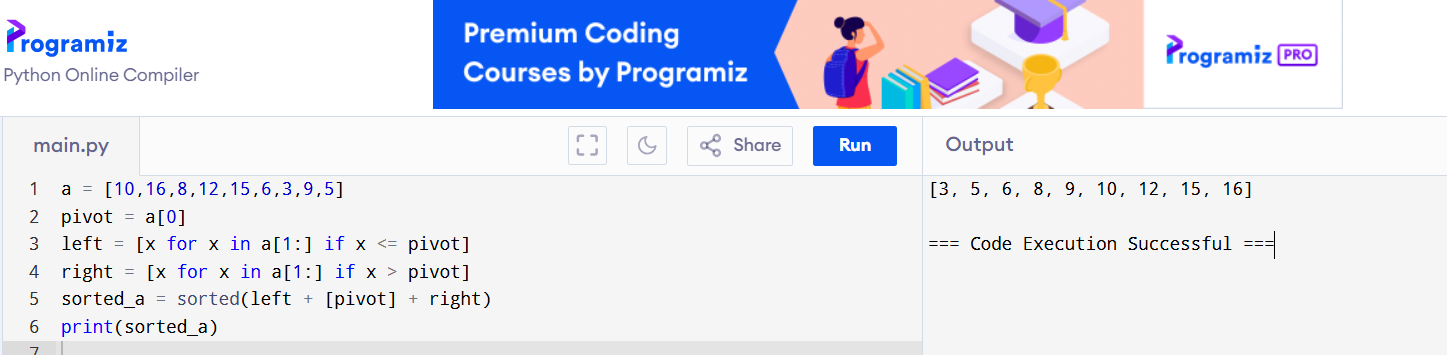 Programiz
Python Online Compiler
Premium Coding
Courses by Programiz
Programiz PRO
main.py
Share
Run
Output
1 a = [10,16,8,12,15,6,3,9,5]
2 pivot = a[0]
3 left = [x for x in a[1:] if x <= pivot]
4 right = [x for x in a[1:] if x > pivot]
5 sorted_a = sorted(left + [pivot] + right)
6 print(sorted_a)
7
[3, 5, 6, 8, 9, 10, 12, 15, 16]
=== Code Execution Successful ===